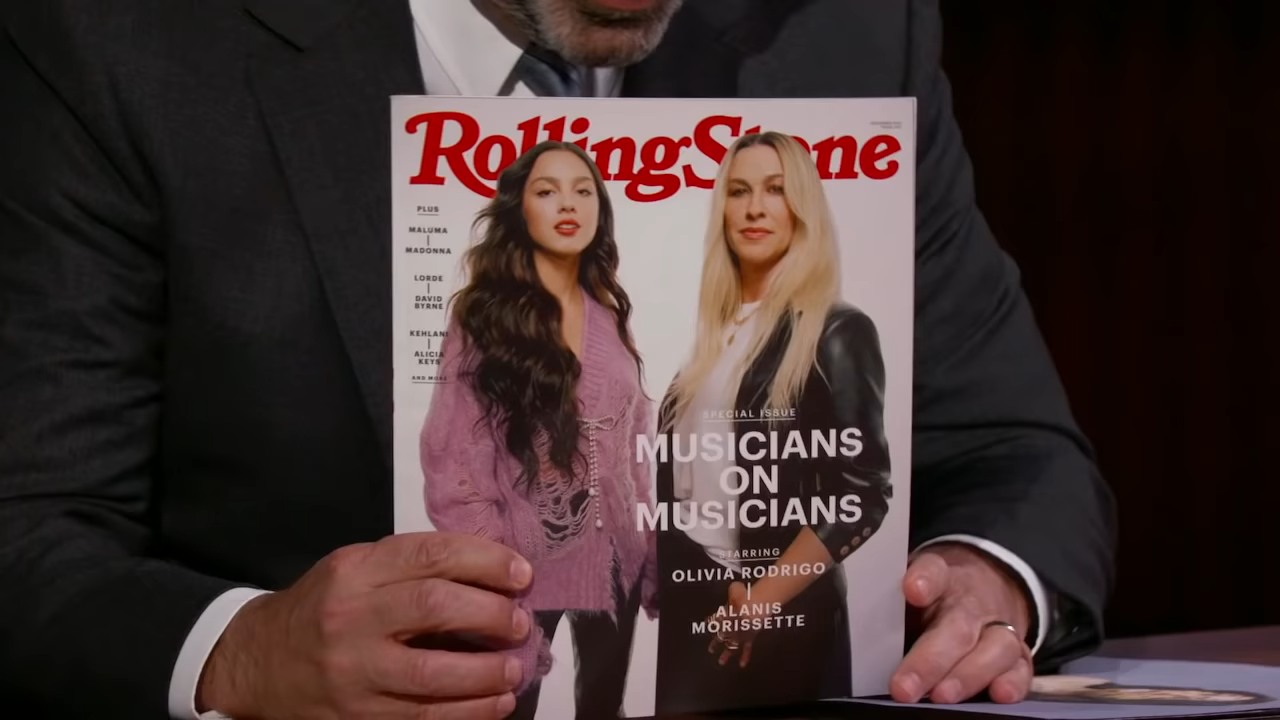 RollingStone
PLUS
MALUMA
MADONNA
LORDE
DAVID
BYRNE
KEHLANI
ALICIA
KEYS
AND MORE
SPECIAL ISSUE
MUSICIANS
ON
MUSICIANS
STARRING
OLIVIA RODRIGO
ALANIS
MORISSETTE